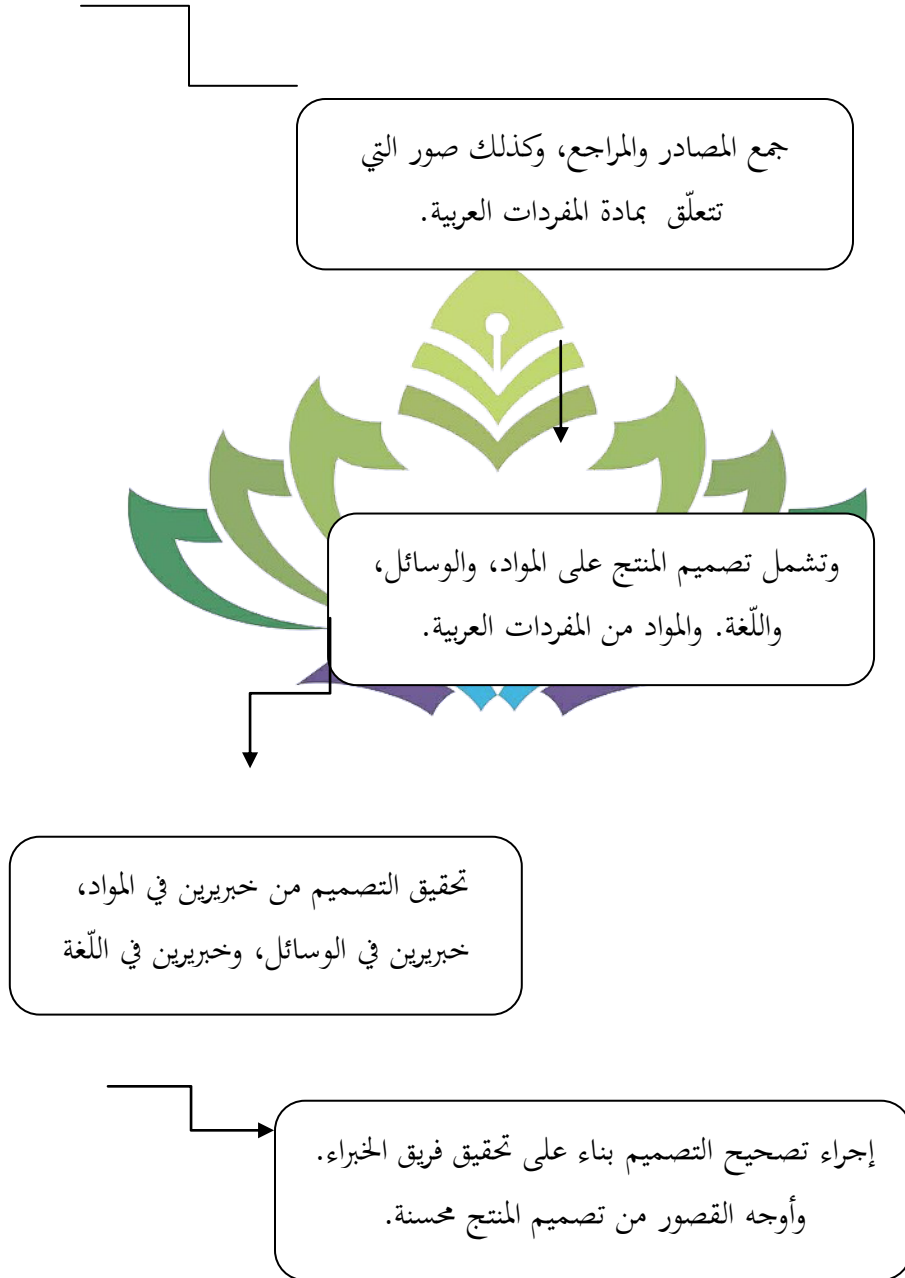 جمع المصادر والمراجع، وكذلك صور التي
تتعلّق بمادة المفردات العربية.
وتشمل تصميم المنتج على المواد، والوسائل،
واللّغة. والمواد من المفردات العربية.
تحقيق التصميم من خبريرين في المواد،
خبريرين في الوسائل، وخبريرين في اللّغة
إجراء تصحيح التصميم بناء على تحقيق فريق الخبراء.
وأوجه القصور من تصميم المنتج محسنة.